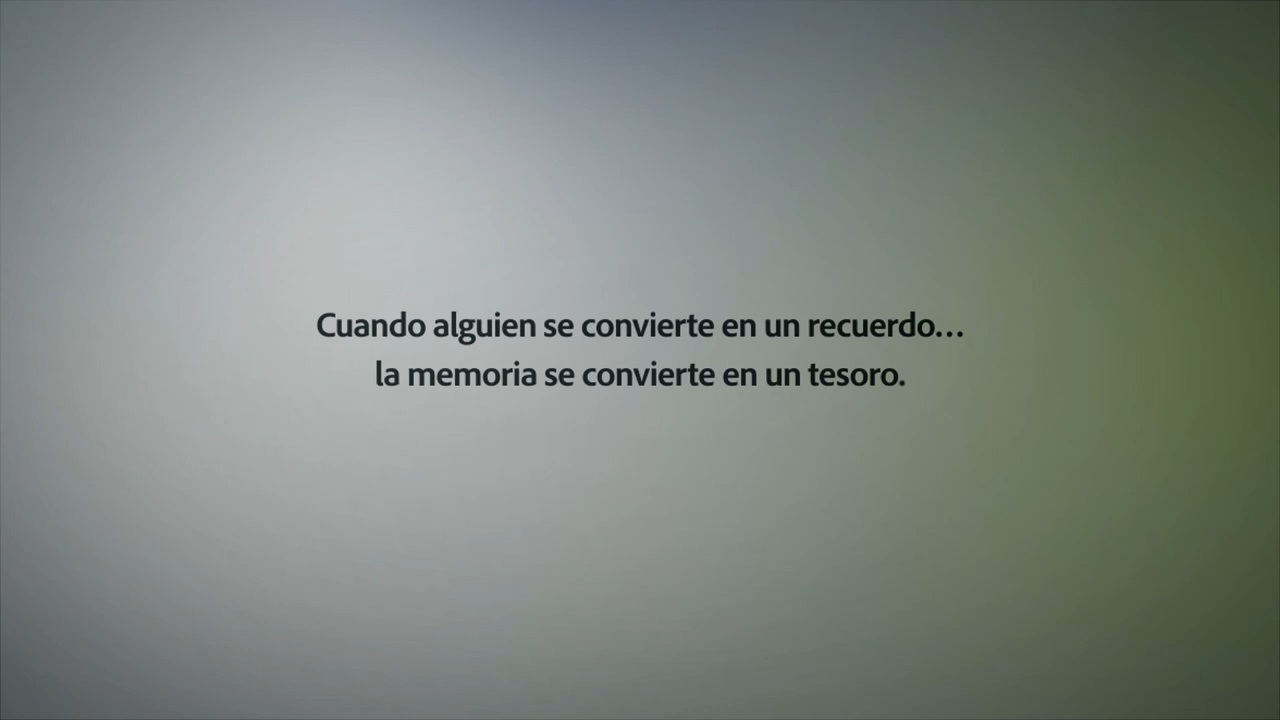 Cuando alguien se convierte en un recuerdo…
la memoria se convierte en un tesoro.